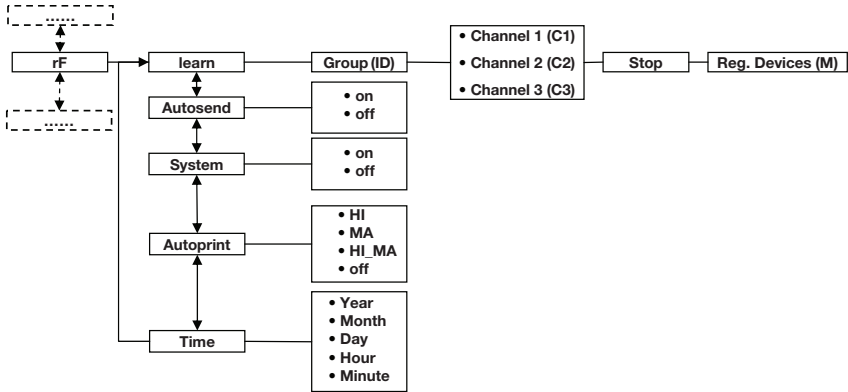 ......
rF
......
learn
Group (ID)
• Channel 1 (C1)
• Channel 2 (C2)
• Channel 3 (C3)
Stop
Reg. Devices (M)
Autosend
• on
• off
System
• on
• off
Autoprint
• HI
• MA
• HI_MA
• off
Time
• Year
• Month
• Day
• Hour
• Minute